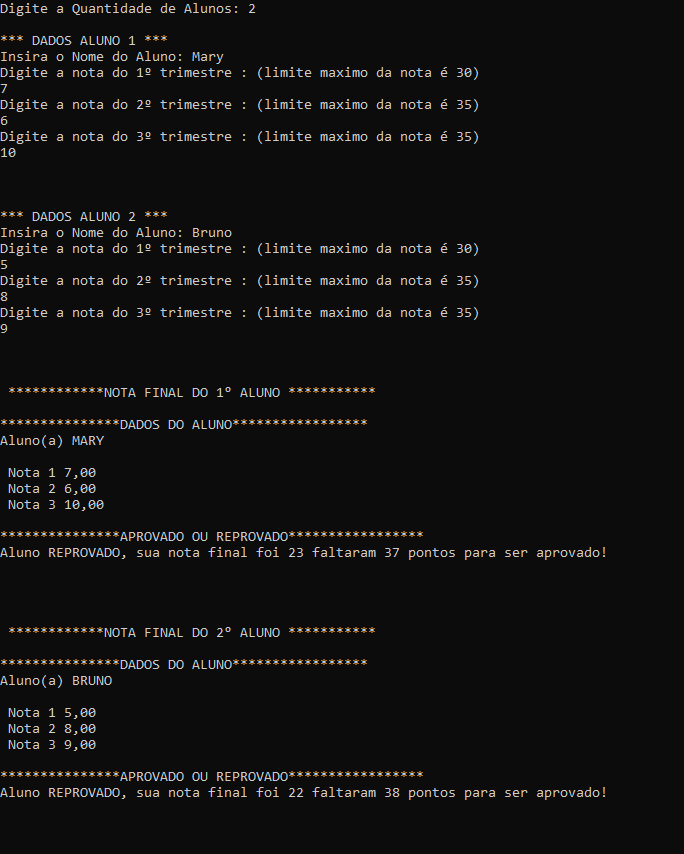 Digite a Quantidade de Alunos: 2
*** DADOS ALUNO 1 ***
Insira o Nome do Aluno: Mary
Digite a nota do 1º trimestre : (limite maximo da nota é 30)
7
Digite a nota do 2º trimestre : (limite maximo da nota é 35)
6
Digite a nota do 3º trimestre : (limite maximo da nota é 35)
10
*** DADOS ALUNO 2 ***
Insira o Nome do Aluno: Bruno
Digite a nota do 1º trimestre : (limite maximo da nota é 30)
5
Digite a nota do 2º trimestre : (limite maximo da nota é 35)
8
Digite a nota do 3º trimestre : (limite maximo da nota é 35)
9
************NOTA FINAL DO 1º ALUNO ***********
***************DADOS DO ALUNO*****************
Aluno(a) MARY
Nota 1 7,00
Nota 2 6,00
Nota 3 10,00
***************APROVADO OU REPROVADO*****************
Aluno REPROVADO, sua nota final foi 23 faltaram 37 pontos para ser aprovado!
************NOTA FINAL DO 2º ALUNO ***********
***************DADOS DO ALUNO*****************
Aluno(a) BRUNO
Nota 1 5,00
Nota 2 8,00
Nota 3 9,00
***************APROVADO OU REPROVADO*****************
Aluno REPROVADO, sua nota final foi 22 faltaram 38 pontos para ser aprovado!